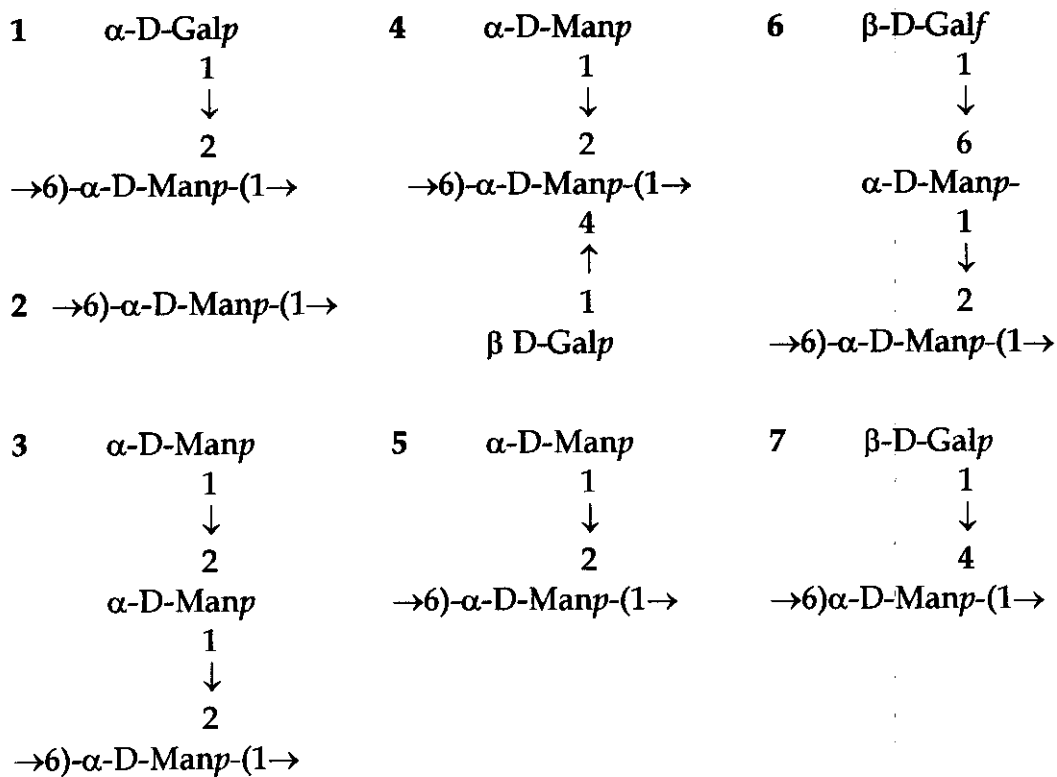 1 α-D-Galp
1
↓
2
→6)-α-D-Manp-(1→
2 →6)-α-D-Manp-(1→
3 α-D-Manp
1
↓
2
α-D-Manp
1
↓
2
→6)-α-D-Manp-(1→
4 α-D-Manp
1
↓
2
→6)-α-D-Manp-(1→
4
↑
1
β D-Galp
5 α-D-Manp
1
↓
2
→6)-α-D-Manp-(1→
6 β-D-Galf
1
↓
6
α-D-Manp-
1
↓
2
→6)-α-D-Manp-(1→
7 β-D-Galp
1
↓
4
→6)α-D-Manp-(1→